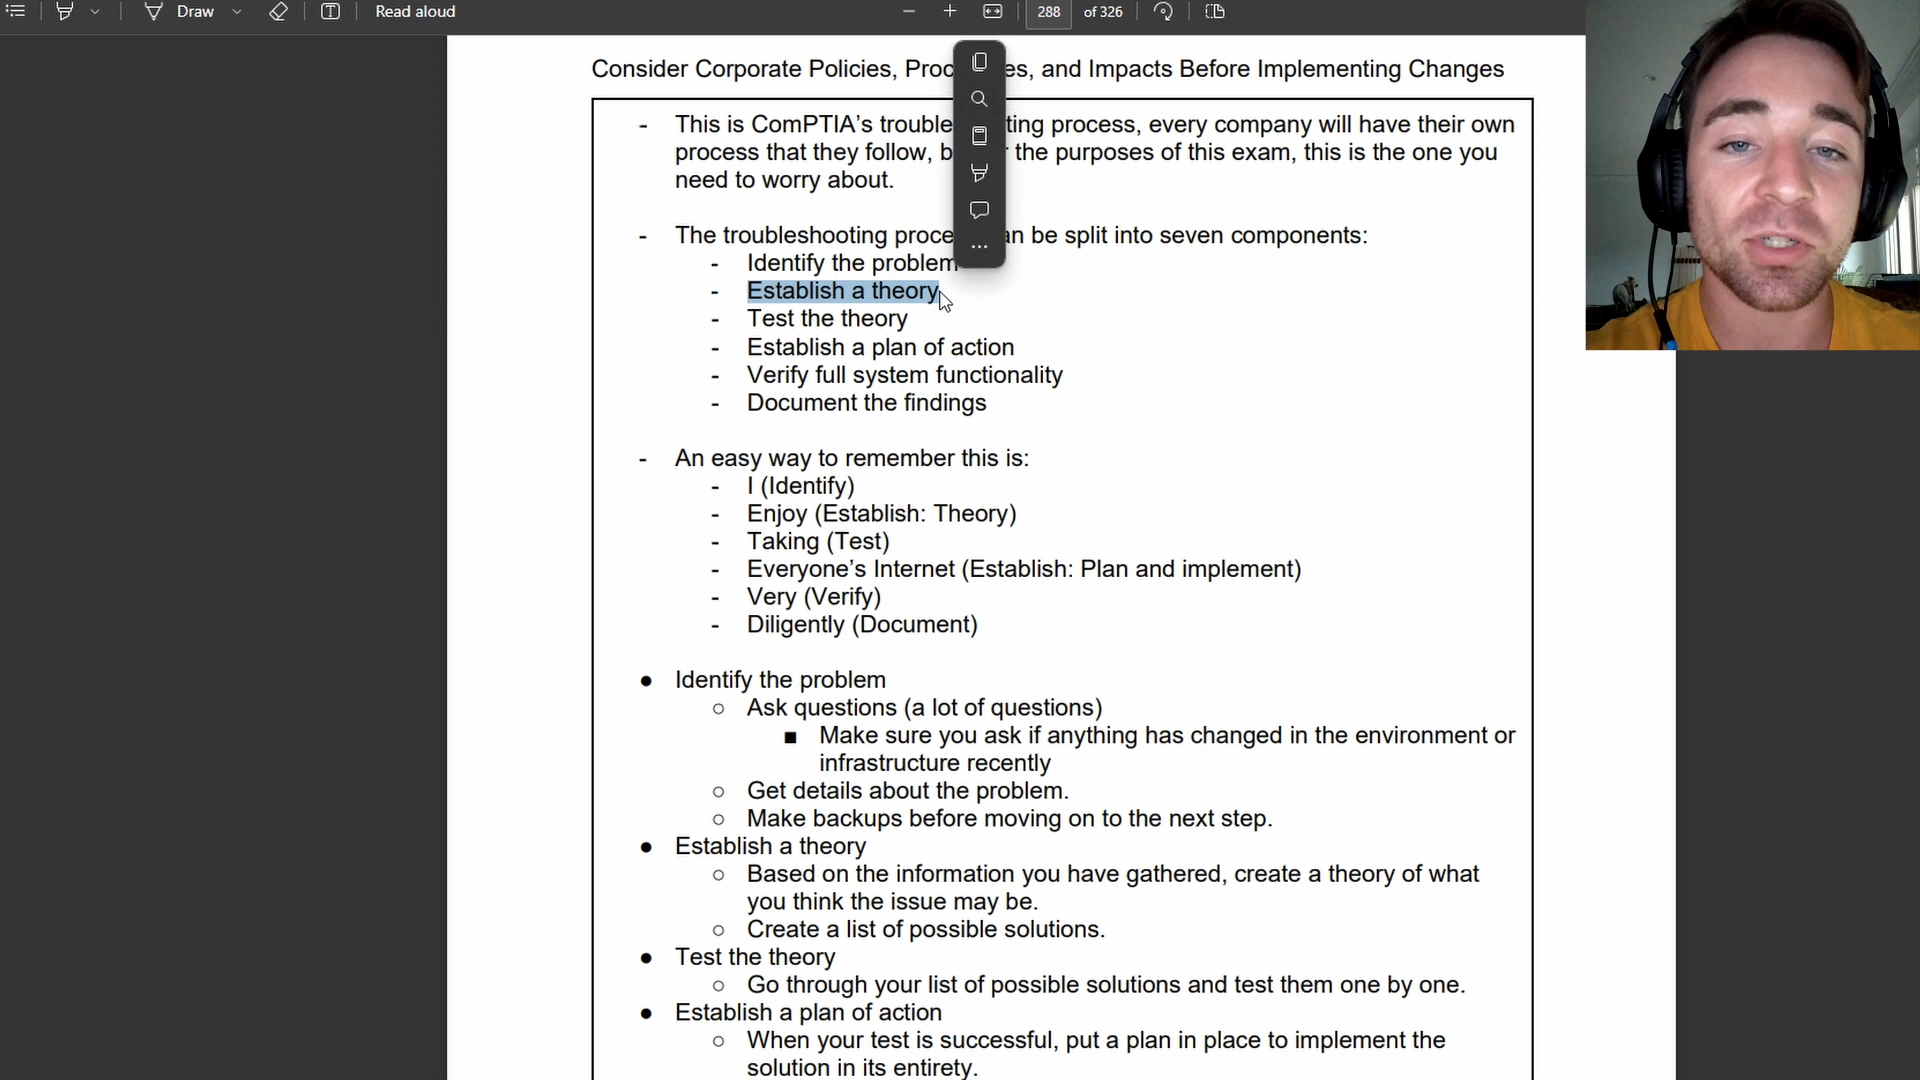 Draw
Read aloud
288
of 326
Consider Corporate Policies, Proc es, and Impacts Before Implementing Changes
- This is ComPTIA's trouble ting process, every company will have their own
process that they follow, b the purposes of this exam, this is the one you
need to worry about.
- The troubleshooting proce an be split into seven components:
- Identify the problem
- Establish a theory
- Test the theory
- Establish a plan of action
- Verify full system functionality
- Document the findings
- An easy way to remember this is:
- I (Identify)
- Enjoy (Establish: Theory)
- Taking (Test)
- Everyone's Internet (Establish: Plan and implement)
- Very (Verify)
- Diligently (Document)
● Identify the problem
○ Ask questions (a lot of questions)
■ Make sure you ask if anything has changed in the environment or
infrastructure recently
○ Get details about the problem.
○ Make backups before moving on to the next step.
● Establish a theory
○ Based on the information you have gathered, create a theory of what
you think the issue may be.
○ Create a list of possible solutions.
● Test the theory
○ Go through your list of possible solutions and test them one by one.
● Establish a plan of action
○ When your test is successful, put a plan in place to implement the
solution in its entirety.